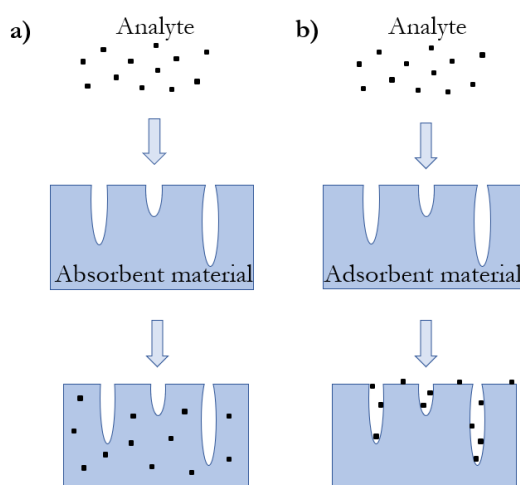 a)
Analyte
b)
Analyte
Absorbent material
Adsorbent material